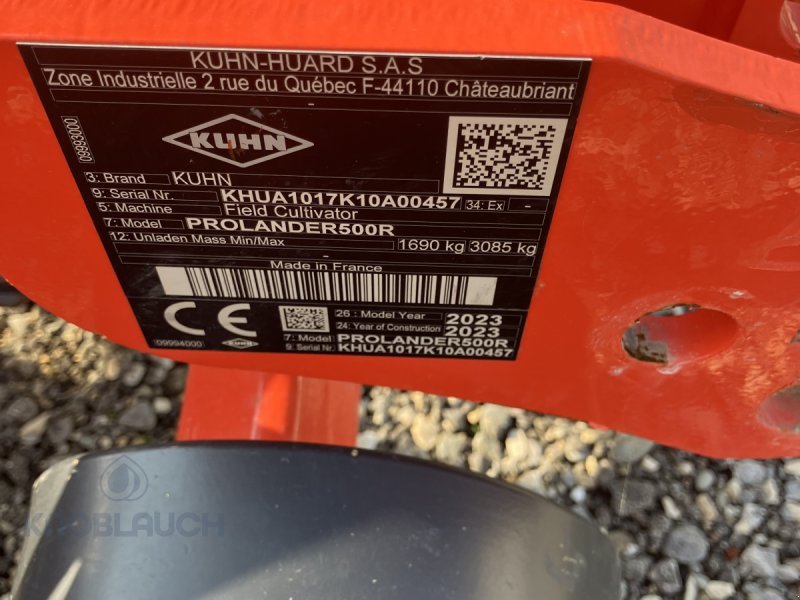 KUHN-HUARD S.A.S
Zone Industrielle 2 rue du Québec F-44110 Châteaubriant
09993000
KUHN
3: Brand KUHN
9: Serial Nr. KHUA1017K10A00457 34: Ex -
5: Machine Field Cultivator
7: Model PROLANDER500R
12: Unladen Mass Min/Max 1690 kg 3085 kg
Made in France
CE
26 : Model Year 2023
24: Year of Construction 2023
7: Model PROLANDER500R
9: Serial Nr. KHUA1017K10A00457
09994000
KUHN
KNOBLAUCH